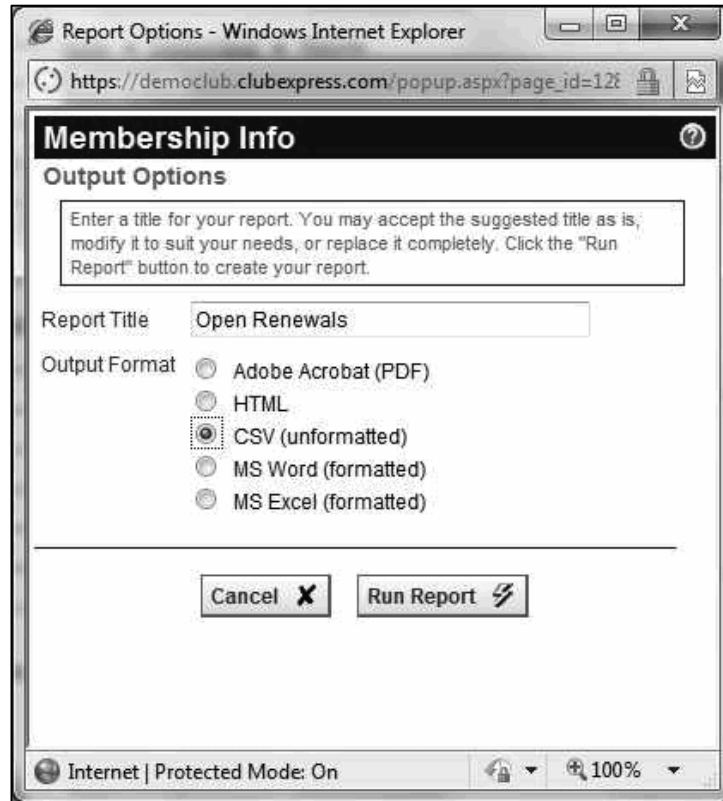 Report Options - Windows Internet Explorer
https://democlub.clubexpress.com/popup.aspx?page_id=128
Membership Info
Output Options
Enter a title for your report. You may accept the suggested title as is,
modify it to suit your needs, or replace it completely. Click the "Run
Report" button to create your report.
Report Title Open Renewals
Output Format
Adobe Acrobat (PDF)
HTML
CSV (unformatted)
MS Word (formatted)
MS Excel (formatted)
Cancel
Run Report
Internet | Protected Mode: On
100%